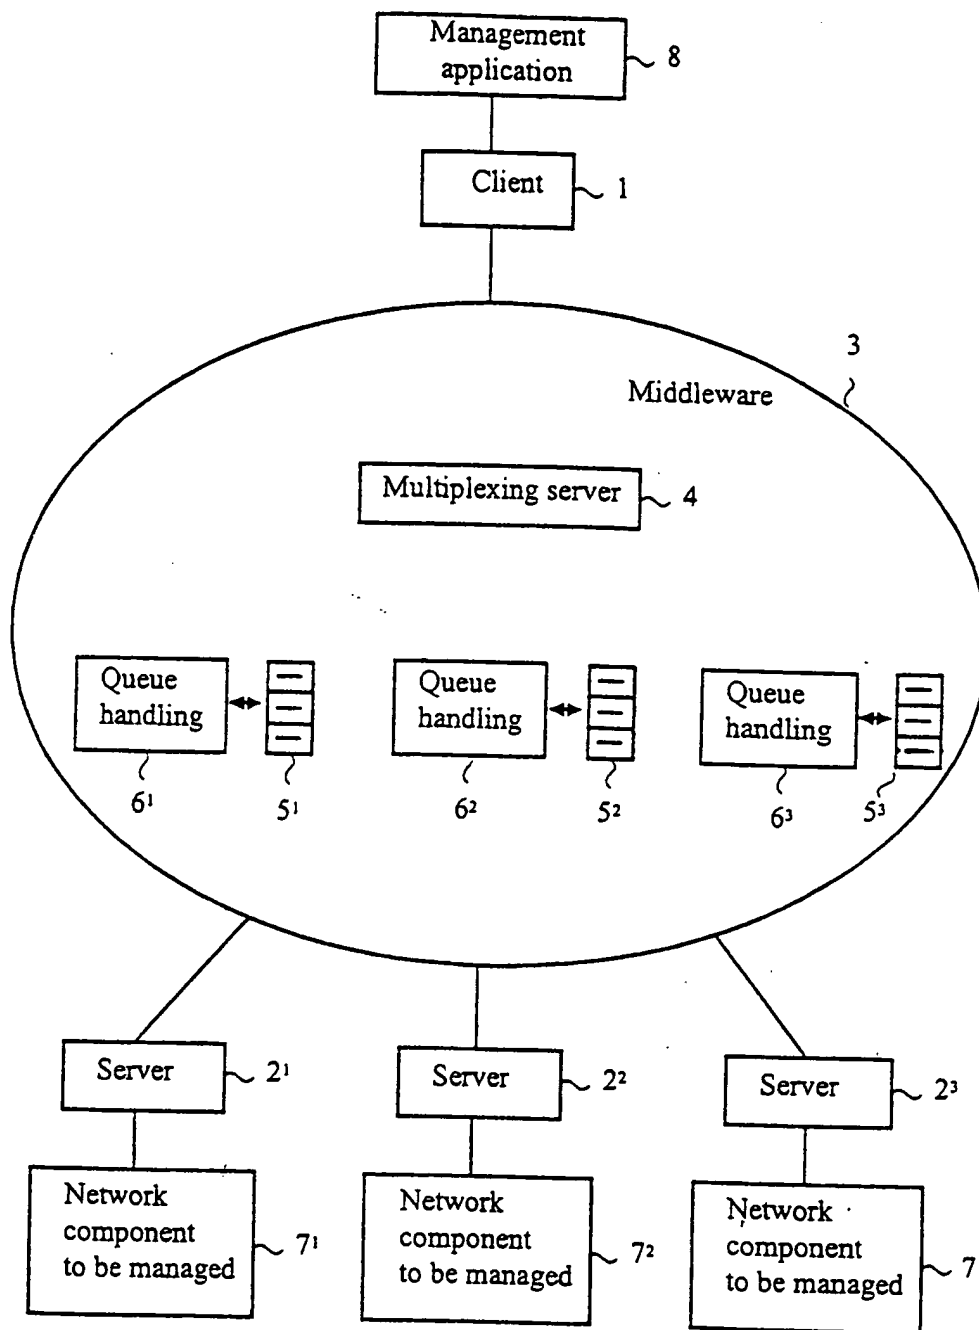 Management
application
8
Client
1
3
Middleware
Multiplexing server
4
Queue
handling
Queue
handling
Queue
handling
6¹
5¹
6²
5²
6³
5³
Server
2¹
Server
2²
Server
2³
Network
component
to be managed
7¹
Network
component
to be managed
7²
Network
component
to be managed
7